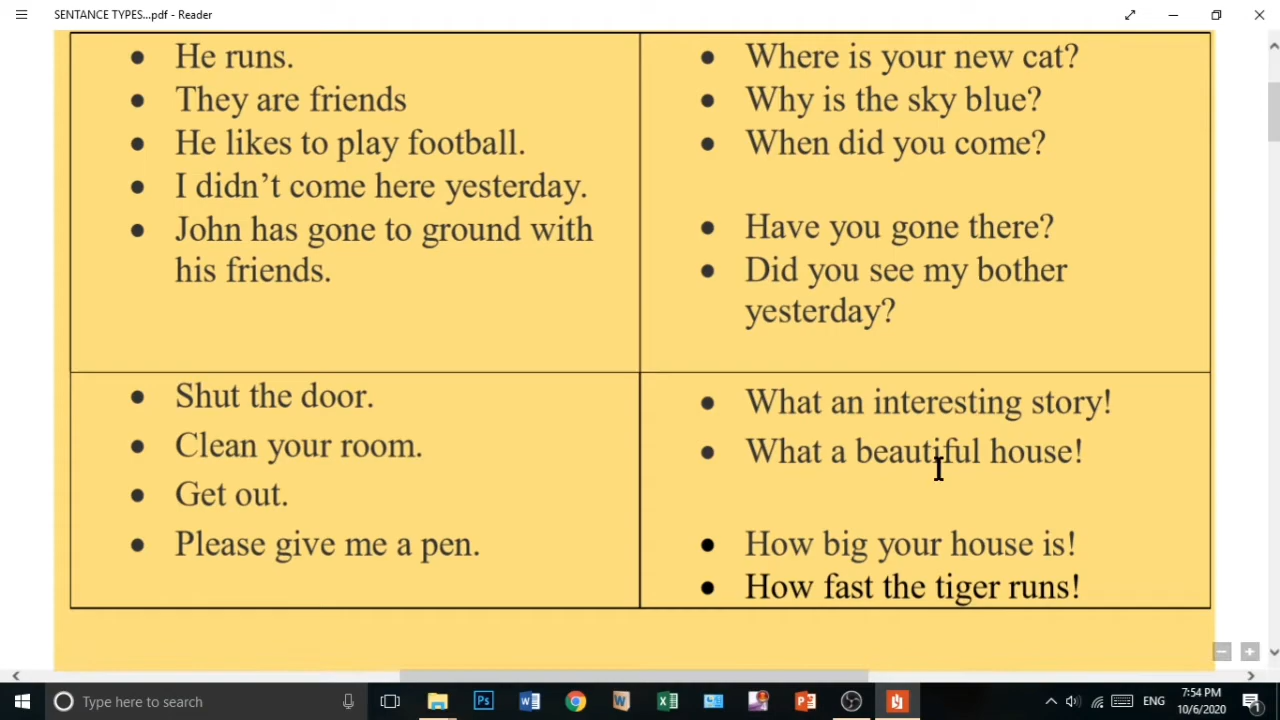 SENTANCE TYPES...pdf - Reader
He runs.
They are friends
He likes to play football.
I didn't come here yesterday.
John has gone to ground with
his friends.
Where is your new cat?
Why is the sky blue?
When did you come?
Have you gone there?
Did you see my bother
yesterday?
Shut the door.
Clean your room.
Get out.
Please give me a pen.
What an interesting story!
What a beautiful house!
How big your house is!
How fast the tiger runs!
Type here to search
ENG
7:54 PM
10/6/2020